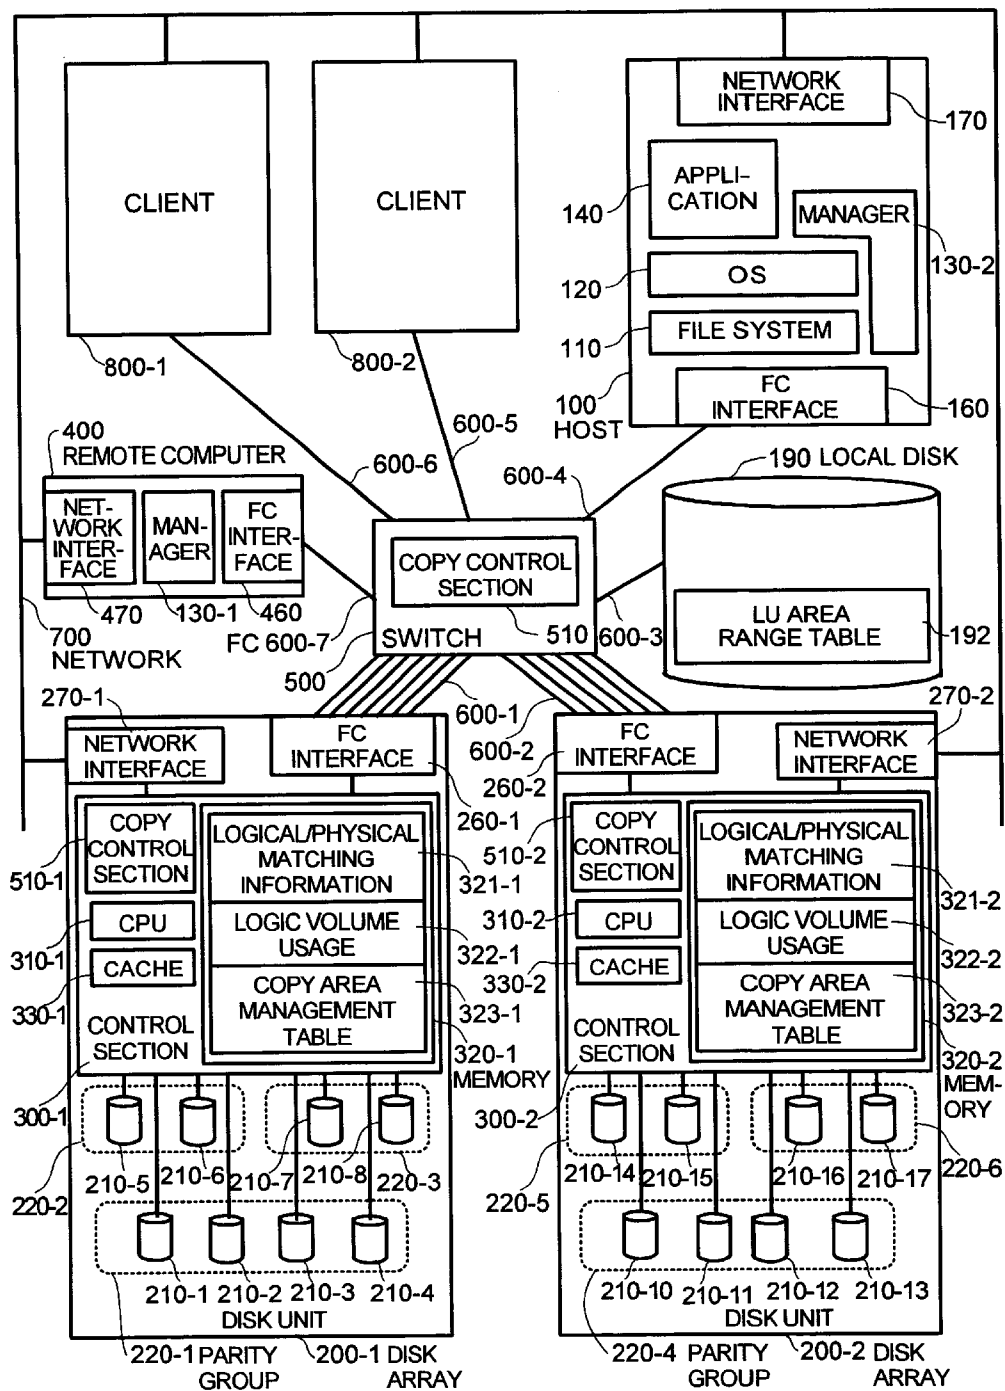 NETWORK
INTERFACE
170
APPLI-
CATION
140
MANAGER
130-2
CLIENT
CLIENT
OS
120
FILE SYSTEM
110
800-1
800-2
FC
INTERFACE
160
100
HOST
400
REMOTE COMPUTER
600-5
600-6
600-4
190 LOCAL DISK
NET-
WORK
INTER-
FACE
MAN-
AGER
FC
INTER-
FACE
COPY CONTROL
SECTION
470
130-1
460
510
SWITCH
FC 600-7
600-3
LU AREA
RANGE TABLE
192
700
NETWORK
500
270-1
600-1
600-2
270-2
NETWORK
INTERFACE
FC
INTERFACE
260-1
FC
INTERFACE
260-2
NETWORK
INTERFACE
COPY
CONTROL
SECTION
510-1
LOGICAL/PHYSICAL
MATCHING
INFORMATION
321-1
CPU
310-1
LOGIC VOLUME
USAGE
322-1
CACHE
330-1
COPY AREA
MANAGEMENT
TABLE
323-1
CONTROL
SECTION
320-1
MEMORY
300-1
COPY
CONTROL
SECTION
510-2
LOGICAL/PHYSICAL
MATCHING
INFORMATION
321-2
CPU
310-2
LOGIC VOLUME
USAGE
322-2
CACHE
330-2
COPY AREA
MANAGEMENT
TABLE
323-2
CONTROL
SECTION
320-2
MEM-
ORY
300-2
210-5
210-6
210-7
210-8
220-3
220-2
210-14
210-15
210-16
210-17
220-6
220-5
210-1
210-2
210-3
210-4
DISK UNIT
210-10
210-11
210-12
210-13
DISK UNIT
220-1 PARITY
GROUP
200-1 DISK
ARRAY
220-4 PARITY
GROUP
200-2 DISK
ARRAY